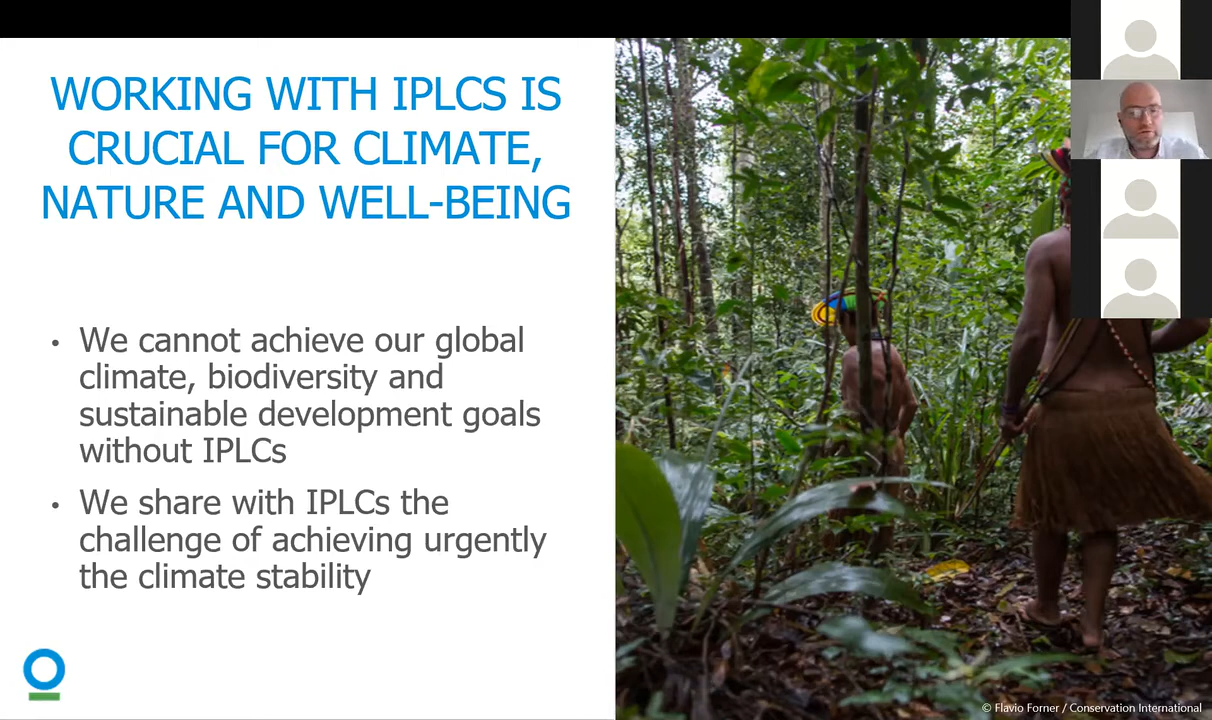 WORKING WITH IPLCS IS
CRUCIAL FOR CLIMATE,
NATURE AND WELL-BEING
• We cannot achieve our global
climate, biodiversity and
sustainable development goals
without IPLCs
• We share with IPLCs the
challenge of achieving urgently
the climate stability
© Flavio Forner / Conservation International